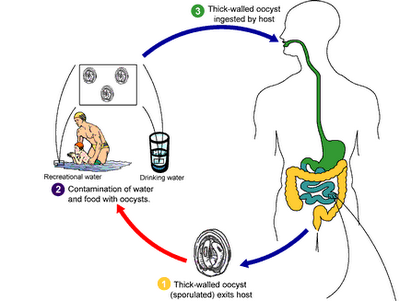 3 Thick-walled oocyst
ingested by host
Recreational water
Drinking water
2 Contamination of water
and food with oocysts.
1 Thick-walled oocyst
(sporulated) exits host